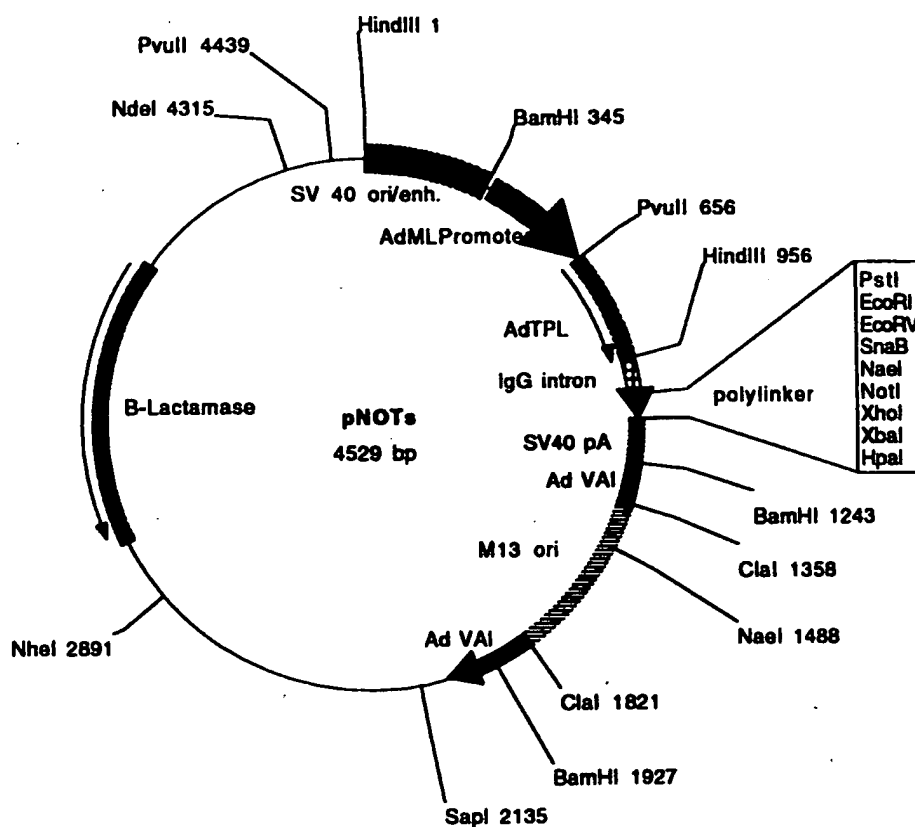 HindIII 1
PvuII 4439
NdeI 4315
BamHI 345
SV 40 ori/enh.
AdMLPromote
PvuII 656
HindIII 956
PstI
EcoRI
EcoRV
SnaB
NaeI
NotI
XhoI
XbaI
HpaI
AdTPL
IgG intron
polylinker
B-Lactamase
pNOTs
4529 bp
SV40 pA
Ad VAI
BamHI 1243
M13 ori
ClaI 1358
NaeI 1488
NheI 2891
Ad VAI
ClaI 1821
BamHI 1927
SapI 2135